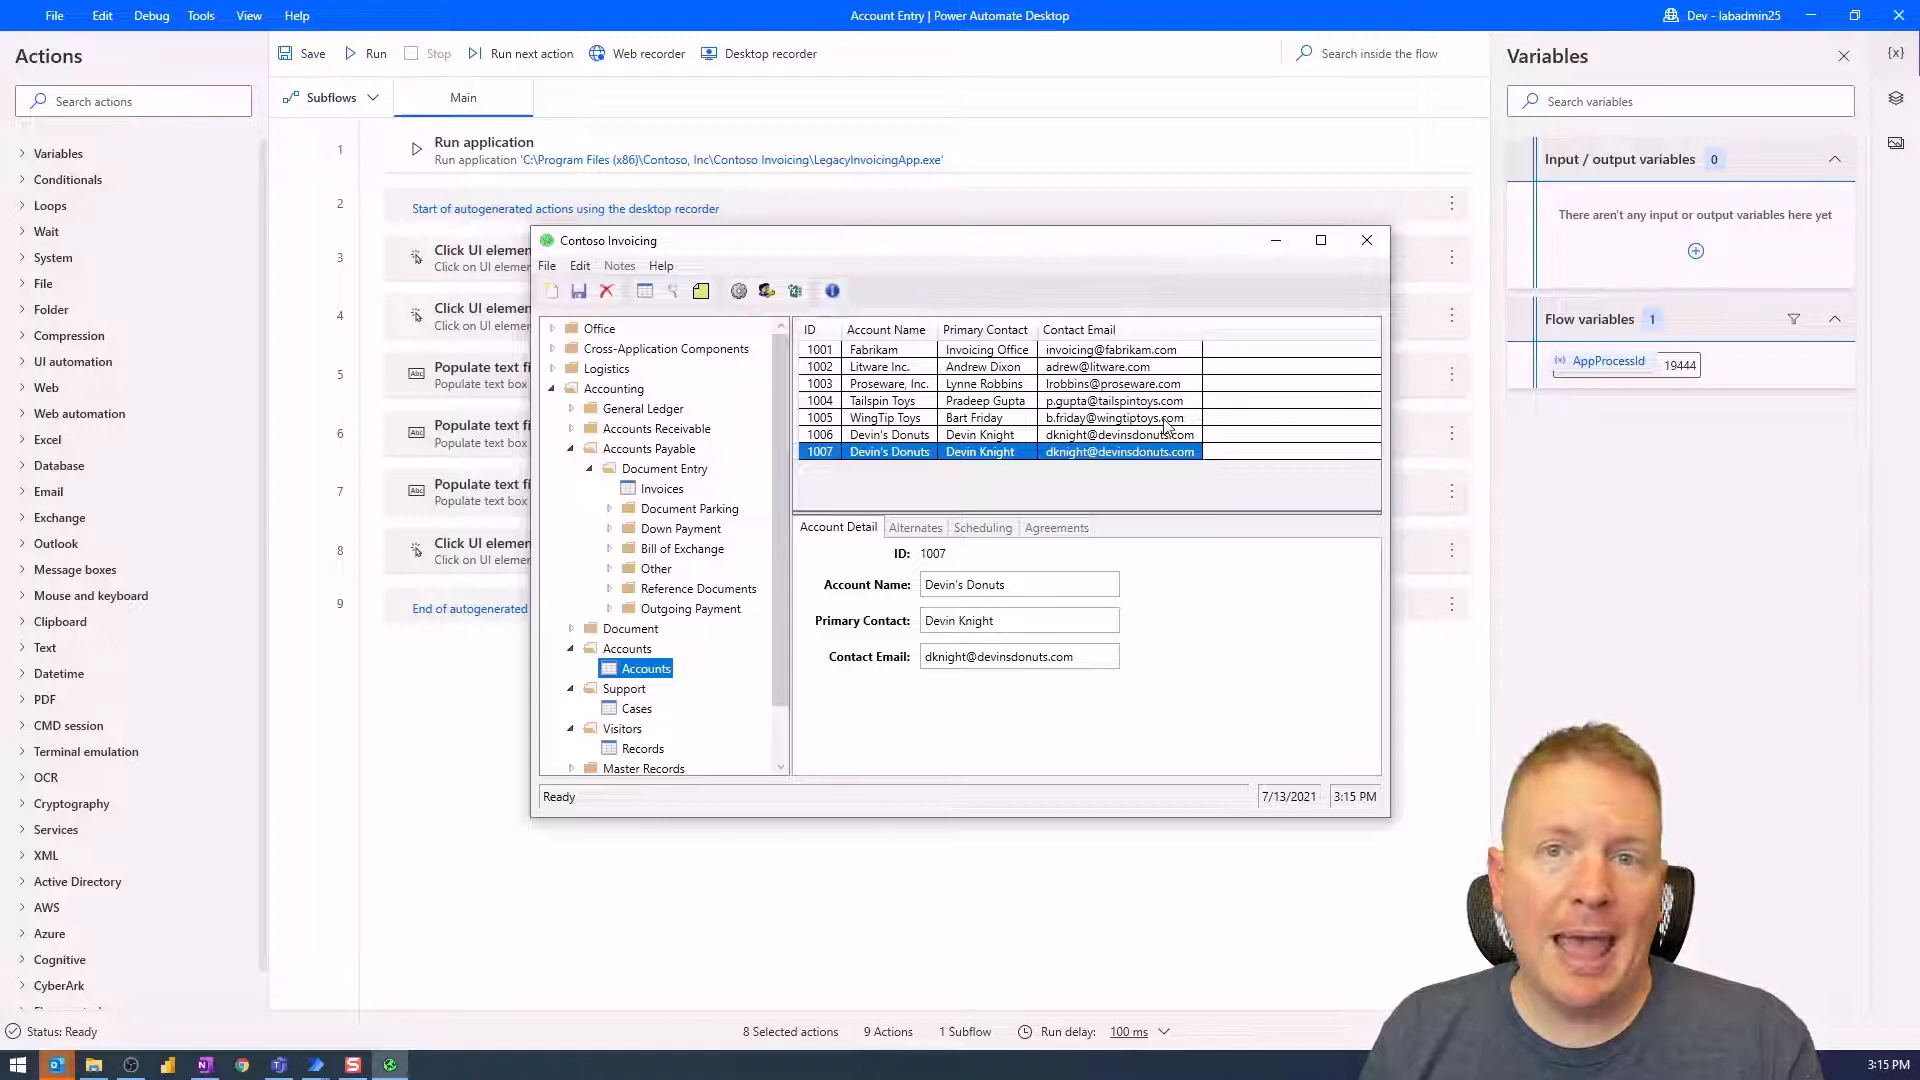 File Edit Debug Tools View Help
Account Entry | Power Automate Desktop
Dev - labadmin25
Actions
Search actions
Variables
Conditionals
Loops
Wait
System
File
Folder
Compression
UI automation
Web
Web automation
Excel
Database
Email
Exchange
Outlook
Message boxes
Mouse and keyboard
Clipboard
Text
Datetime
PDF
CMD session
Terminal emulation
OCR
Cryptography
Services
XML
Active Directory
AWS
Azure
Cognitive
CyberArk
Save Run Stop Run next action Web recorder Desktop recorder
Search inside the flow
Subflows Main
1 Run application
Run application 'C:\Program Files (x86)\Contoso, Inc\Contoso Invoicing\LegacyInvoicingApp.exe'
2 Start of autogenerated actions using the desktop recorder
3 Click UI elemen
Click on UI elemen
4 Click UI elemen
Click on UI elemen
5 Populate text fi
Populate text box
6 Populate text fi
Populate text box
7 Populate text fi
Populate text box
8 Click UI elemen
Click on UI elemen
9 End of autogenerated
Contoso Invoicing
File Edit Notes Help
Office
Cross-Application Components
Logistics
Accounting
General Ledger
Accounts Receivable
Accounts Payable
Document Entry
Invoices
Document Parking
Down Payment
Bill of Exchange
Other
Reference Documents
Outgoing Payment
Document
Accounts
Accounts
Support
Cases
Visitors
Records
Master Records
ID Account Name Primary Contact Contact Email
1001 Fabrikam Invoicing Office invoicing@fabrikam.com
1002 Litware Inc. Andrew Dixon adrew@litware.com
1003 Proseware, Inc. Lynne Robbins lrobbins@proseware.com
1004 Tailspin Toys Pradeep Gupta p.gupta@tailspintoys.com
1005 WingTip Toys Bart Friday b.friday@wingtiptoys.com
1006 Devin's Donuts Devin Knight dknight@devinsdonuts.com
1007 Devin's Donuts Devin Knight dknight@devinsdonuts.com
Account Detail Alternates Scheduling Agreements
ID: 1007
Account Name: Devin's Donuts
Primary Contact: Devin Knight
Contact Email: dknight@devinsdonuts.com
Ready 7/13/2021 3:15 PM
Variables
{x}
Search variables
Input / output variables 0
There aren't any input or output variables here yet
Flow variables 1
{x} AppProcessId 19444
Status: Ready
8 Selected actions 9 Actions 1 Subflow Run delay: 100 ms
3:15 PM